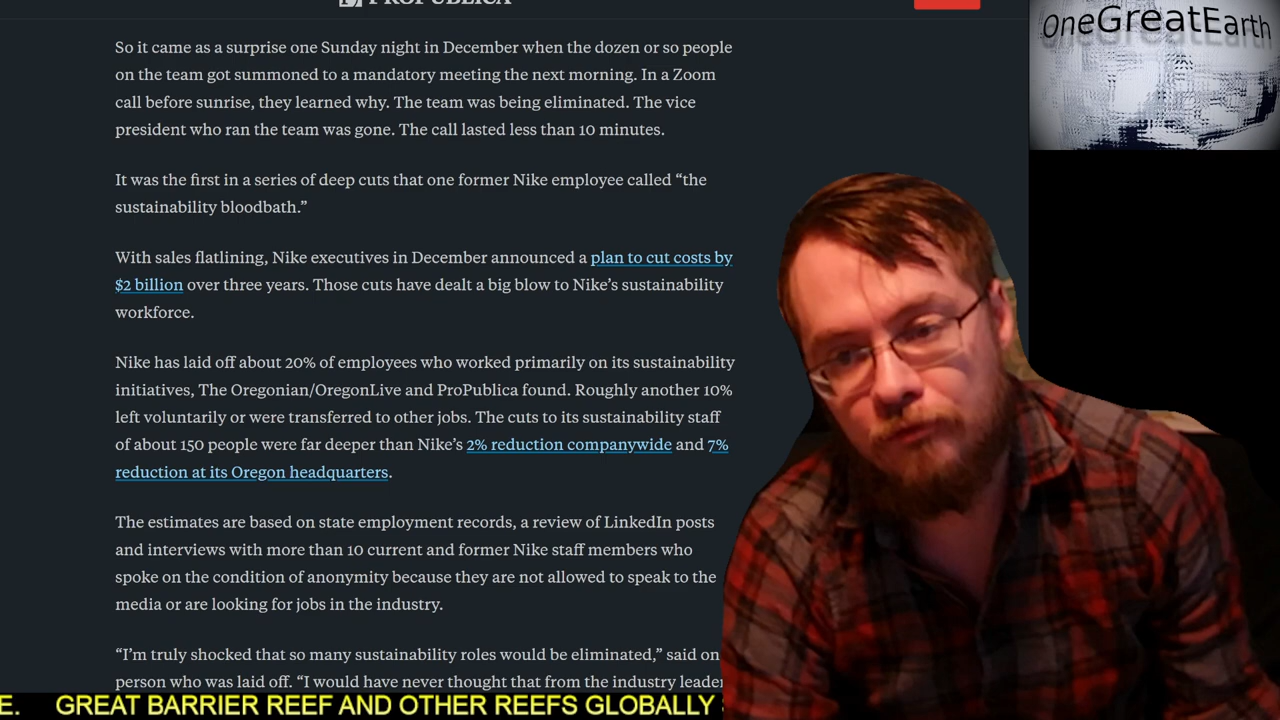 PROPUBLICA
OneGreatEarth
So it came as a surprise one Sunday night in December when the dozen or so people
on the team got summoned to a mandatory meeting the next morning. In a Zoom
call before sunrise, they learned why. The team was being eliminated. The vice
president who ran the team was gone. The call lasted less than 10 minutes.
It was the first in a series of deep cuts that one former Nike employee called “the
sustainability bloodbath.”
With sales flatlining, Nike executives in December announced a plan to cut costs by
$2 billion over three years. Those cuts have dealt a big blow to Nike’s sustainability
workforce.
Nike has laid off about 20% of employees who worked primarily on its sustainability
initiatives, The Oregonian/OregonLive and ProPublica found. Roughly another 10%
left voluntarily or were transferred to other jobs. The cuts to its sustainability staff
of about 150 people were far deeper than Nike’s 2% reduction companywide and 7%
reduction at its Oregon headquarters.
The estimates are based on state employment records, a review of LinkedIn posts
and interviews with more than 10 current and former Nike staff members who
spoke on the condition of anonymity because they are not allowed to speak to the
media or are looking for jobs in the industry.
“I’m truly shocked that so many sustainability roles would be eliminated,” said on
person who was laid off. “I would have never thought that from the industry leader
E. GREAT BARRIER REEF AND OTHER REEFS GLOBALLY